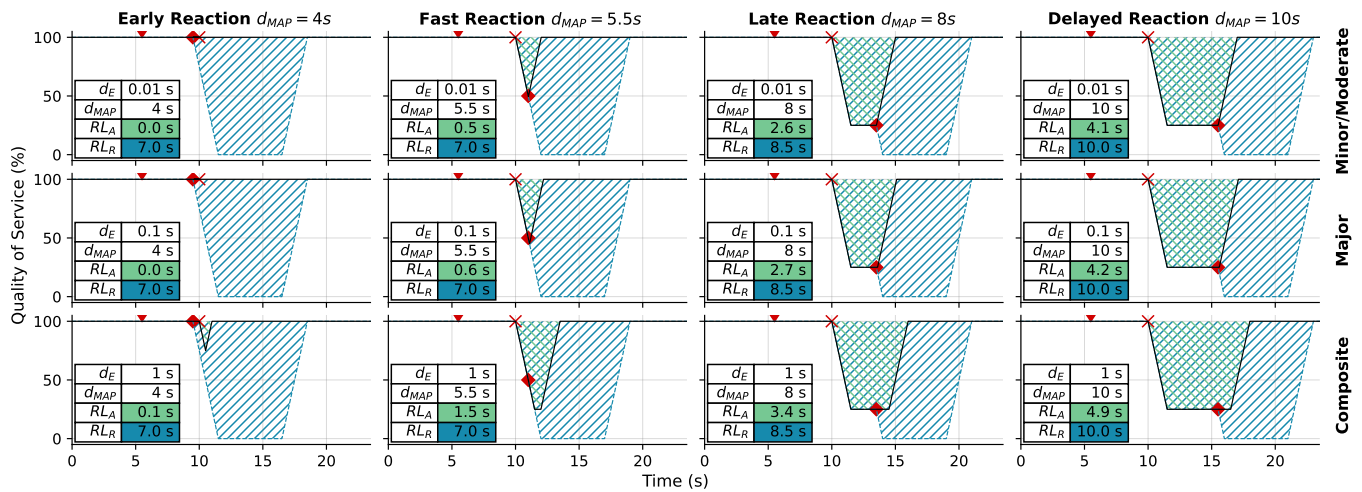 Early Reaction d_MAP = 4s
Fast Reaction d_MAP = 5.5s
Late Reaction d_MAP = 8s
Delayed Reaction d_MAP = 10s
Quality of Service (%)
100
50
0
d_E 0.01 s
d_MAP 4 s
RL_A 0.0 s
RL_R 7.0 s
d_E 0.01 s
d_MAP 5.5 s
RL_A 0.5 s
RL_R 7.0 s
d_E 0.01 s
d_MAP 8 s
RL_A 2.6 s
RL_R 8.5 s
d_E 0.01 s
d_MAP 10 s
RL_A 4.1 s
RL_R 10.0 s
Minor/Moderate
100
50
0
d_E 0.1 s
d_MAP 4 s
RL_A 0.0 s
RL_R 7.0 s
d_E 0.1 s
d_MAP 5.5 s
RL_A 0.6 s
RL_R 7.0 s
d_E 0.1 s
d_MAP 8 s
RL_A 2.7 s
RL_R 8.5 s
d_E 0.1 s
d_MAP 10 s
RL_A 4.2 s
RL_R 10.0 s
Major
100
50
0
d_E 1 s
d_MAP 4 s
RL_A 0.1 s
RL_R 7.0 s
d_E 1 s
d_MAP 5.5 s
RL_A 1.5 s
RL_R 7.0 s
d_E 1 s
d_MAP 8 s
RL_A 3.4 s
RL_R 8.5 s
d_E 1 s
d_MAP 10 s
RL_A 4.9 s
RL_R 10.0 s
Composite
0 5 10 15 20
0 5 10 15 20
0 5 10 15 20
0 5 10 15 20
Time (s)